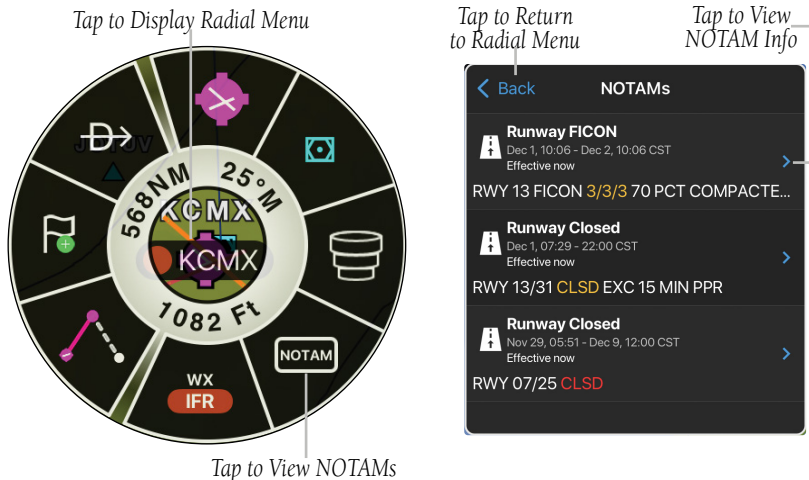 Tap to Display Radial Menu
568NM 25°M
KCMX
KCMX
1082 Ft
NOTAM
WX
IFR
Tap to View NOTAMs
Tap to Return
to Radial Menu
Tap to View
NOTAM Info
Back NOTAMs
Runway FICON
Dec 1, 10:06 - Dec 2, 10:06 CST
Effective now
RWY 13 FICON 3/3/3 70 PCT COMPACTE...
Runway Closed
Dec 1, 07:29 - 22:00 CST
Effective now
RWY 13/31 CLSD EXC 15 MIN PPR
Runway Closed
Nov 29, 05:51 - Dec 9, 12:00 CST
Effective now
RWY 07/25 CLSD